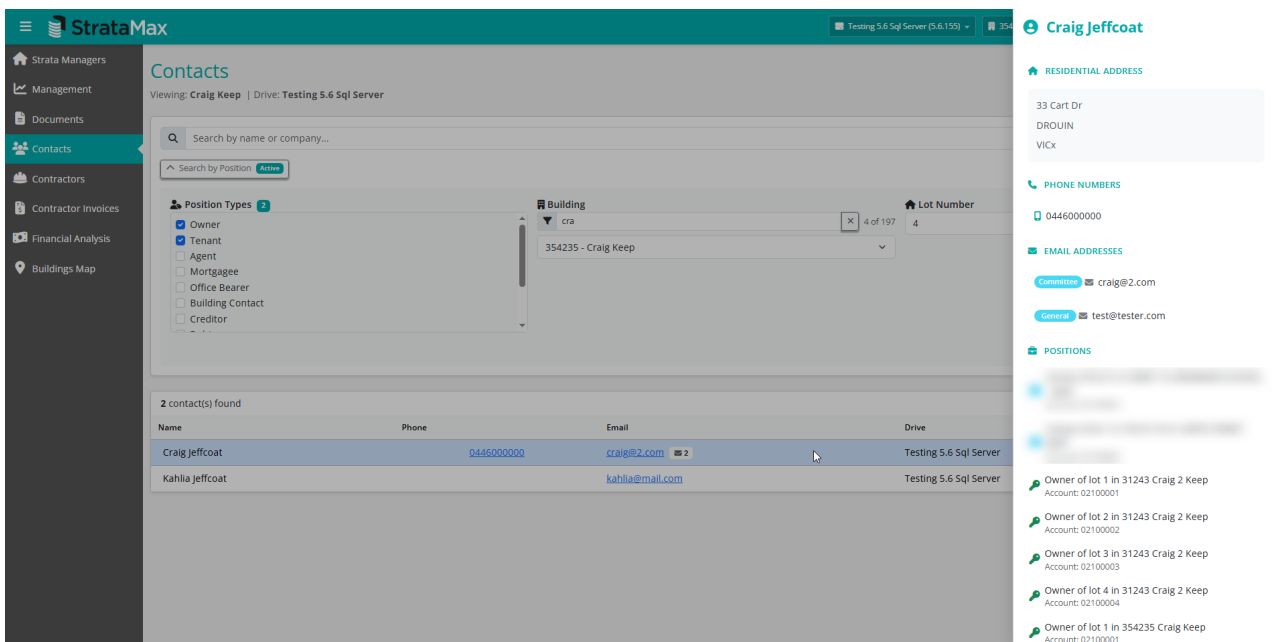 StrataMax
Testing 5.6 Sql Server (5.6.155)
354
Strata Managers
Management
Documents
Contacts
Contractors
Contractor Invoices
Financial Analysis
Buildings Map
Contacts
Viewing: Craig Keep | Drive: Testing 5.6 Sql Server
Search by name or company...
Search by Position Active
Position Types 2
Owner
Tenant
Agent
Mortgagee
Office Bearer
Building Contact
Creditor
Building
cra
4 of 197
354235 - Craig Keep
Lot Number
4
2 contact(s) found
Name Phone Email Drive
Craig Jeffcoat 0446000000 craig@2.com 2 Testing 5.6 Sql Server
Kahlia Jeffcoat kahlia@mail.com Testing 5.6 Sql Server
Craig Jeffcoat
RESIDENTIAL ADDRESS
33 Cart Dr
DROUIN
VICx
PHONE NUMBERS
0446000000
EMAIL ADDRESSES
Committee craig@2.com
General test@tester.com
POSITIONS
Owner of lot 1 in 31243 Craig 2 Keep
Account: 02100001
Owner of lot 2 in 31243 Craig 2 Keep
Account: 02100002
Owner of lot 3 in 31243 Craig 2 Keep
Account: 02100003
Owner of lot 4 in 31243 Craig 2 Keep
Account: 02100004
Owner of lot 1 in 354235 Craig Keep
Account: 02100001